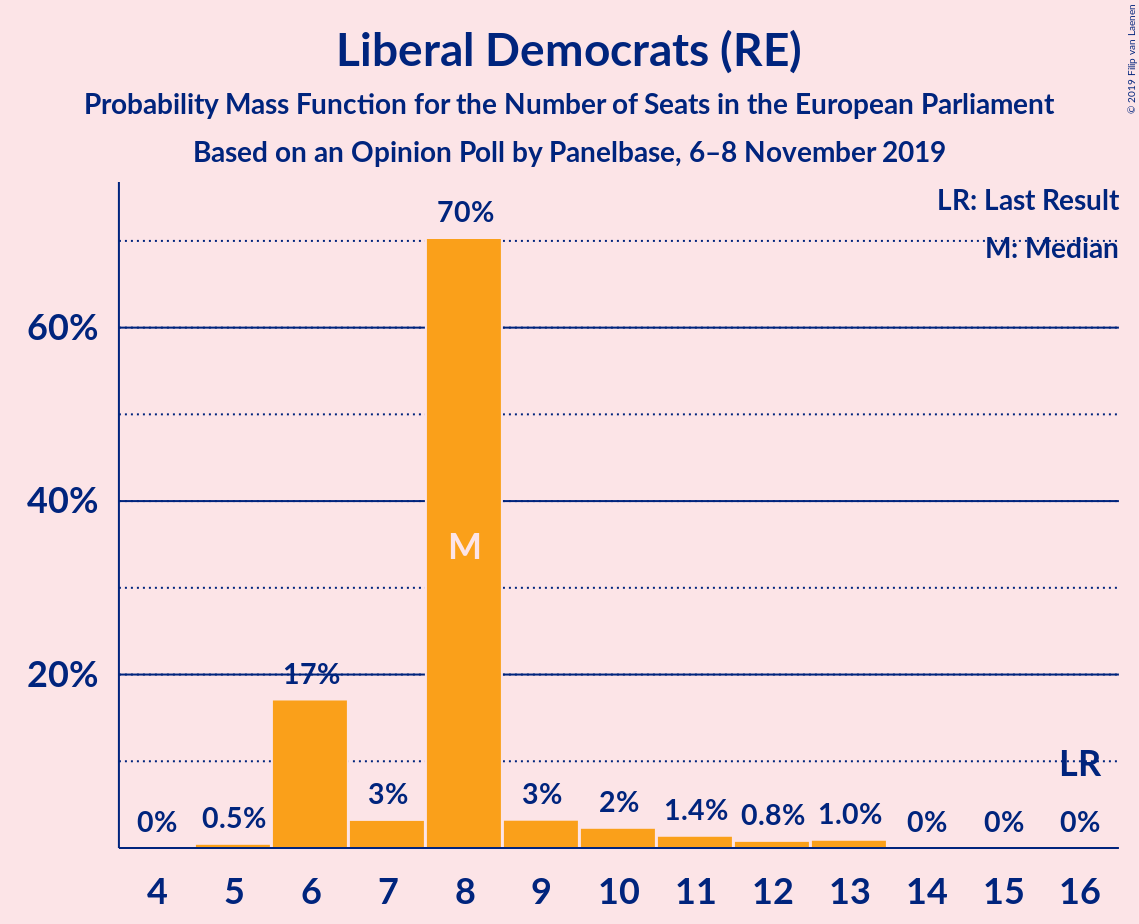 Liberal Democrats (RE)
Probability Mass Function for the Number of Seats in the European Parliament
Based on an Opinion Poll by Panelbase, 6–8 November 2019
© 2019 Filip van Laenen
LR: Last Result
M: Median
70%
60%
40%
M
20%
17%
LR
0%
0.5%
3%
3%
2%
1.4%
0.8%
1.0%
0%
0%
0%
4 5 6 7 8 9 10 11 12 13 14 15 16